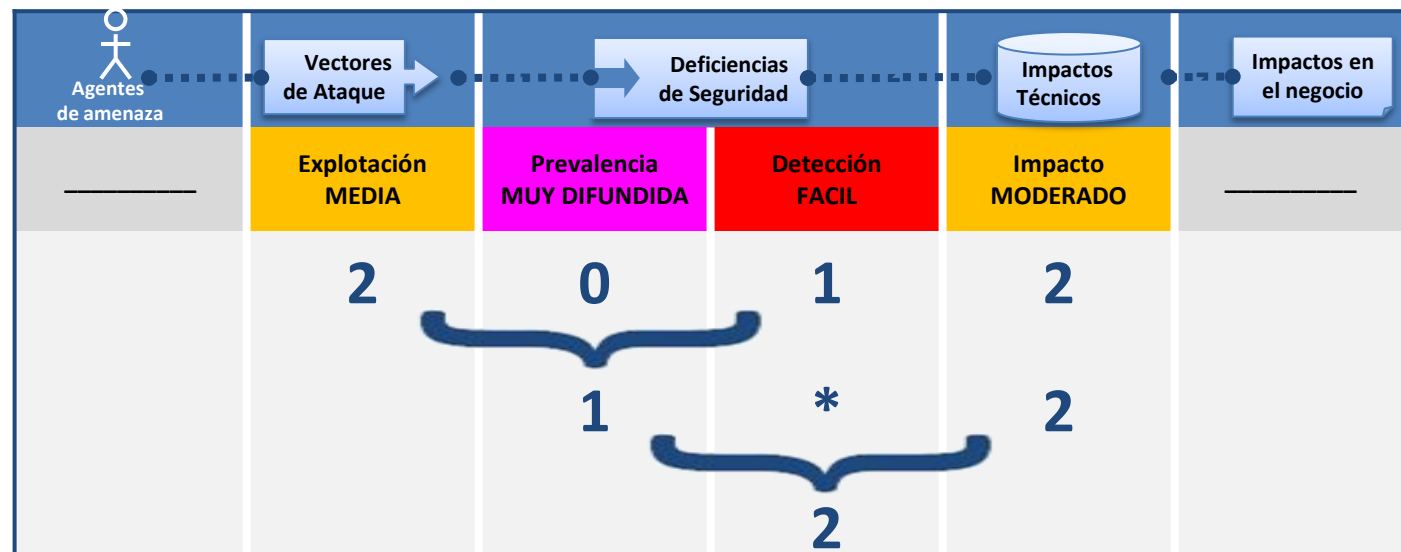 Agentes
de amenaza
Vectores
de Ataque
Deficiencias
de Seguridad
Impactos
Técnicos
Impactos en
el negocio
__________
Explotación
MEDIA
Prevalencia
MUY DIFUNDIDA
Detección
FACIL
Impacto
MODERADO
__________
2 0 1 2
1 * 2
2